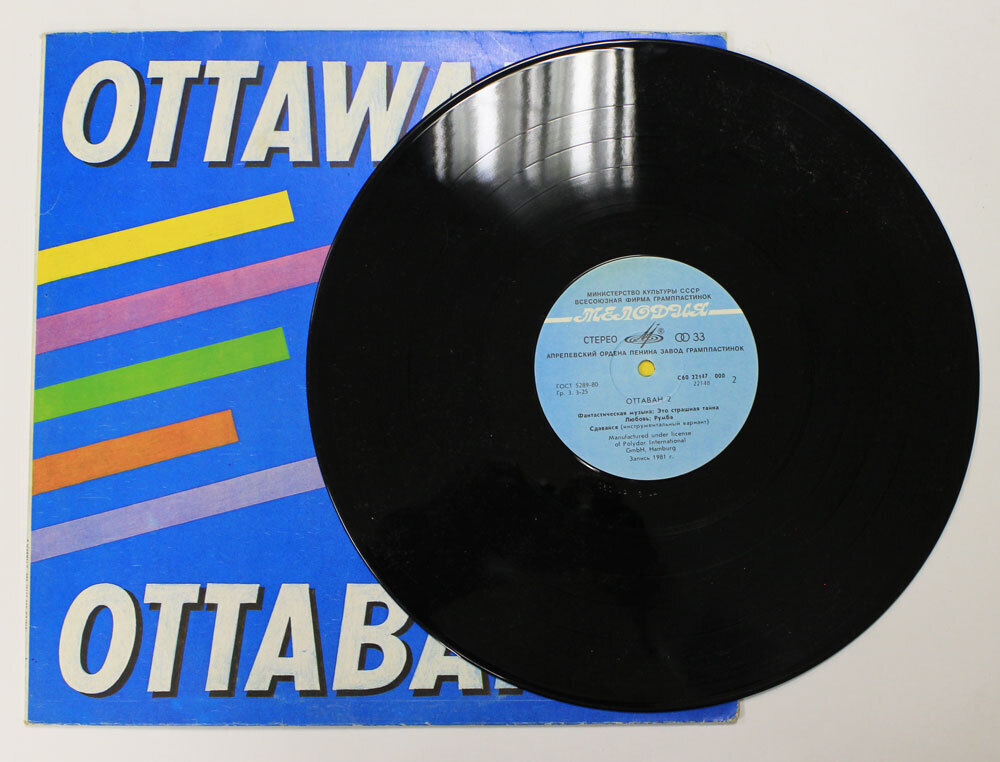 OTTAWA
МИНИСТЕРСТВО КУЛЬТУРЫ СССР
ВСЕСОЮЗНАЯ ФИРМА ГРАМПЛАСТИНОК
МЕЛОДИЯ
СТЕРЕО ® 33
АПРЕЛЕВСКИЙ ОРДЕНА ЛЕНИНА ЗАВОД ГРАМПЛАСТИНОК
ГОСТ 5289-80 С60 22147 000
Гр. 3. 3-25 22148 2
ОТТАВАН 2
Фантастическая музыка; Это страшная тайна
Любовь; Румба
Сдавайся (инструментальный вариант)
Manufactured under license
of Polydor International
GmbH, Hamburg
Запись 1981 г.
ОТТАВА